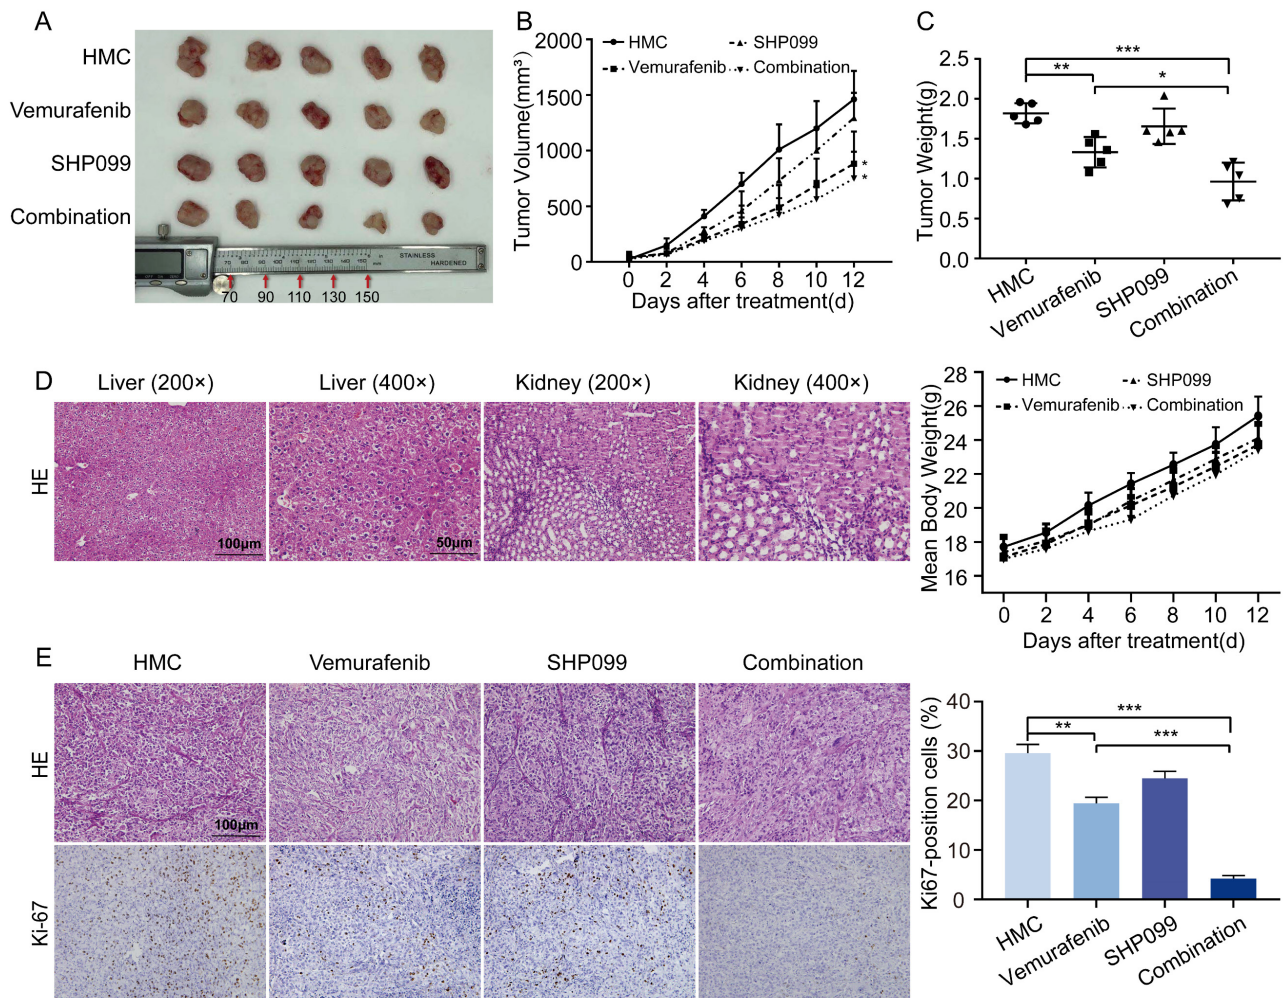 A
HMC
Vemurafenib
SHP099
Combination
STAINLESS
HARDENED
in
mm
70 90 110 130 150
B
Tumor Volume(mm³)
2000
1500
1000
500
0
HMC
SHP099
Vemurafenib
Combination
*
*
0 2 4 6 8 10 12
Days after treatment(d)
C
Tumor Weight(g)
2.5
2.0
1.5
1.0
0.5
0.0
***
**
*
HMC
Vemurafenib
SHP099
Combination
D
Liver (200×)
Liver (400×)
Kidney (200×)
Kidney (400×)
HE
100μm
50μm
Mean Body Weight(g)
28
26
24
22
20
18
16
HMC
SHP099
Vemurafenib
Combination
0 2 4 6 8 10 12
Days after treatment(d)
E
HMC
Vemurafenib
SHP099
Combination
HE
100μm
Ki-67
Ki67-position cells (%)
40
30
20
10
0
***
**
***
HMC
Vemurafenib
SHP099
Combination